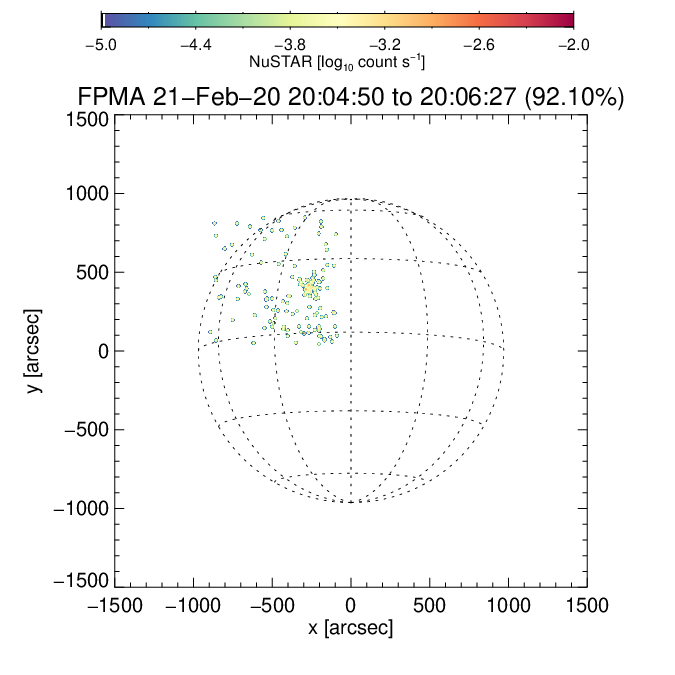 −5.0 −4.4 −3.8 −3.2 −2.6 −2.0
NuSTAR [log₁₀ count s⁻¹]
FPMA 21−Feb−20 20:04:50 to 20:06:27 (92.10%)
1500
1000
500
0
−500
−1000
−1500
y [arcsec]
−1500 −1000 −500 0 500 1000 1500
x [arcsec]